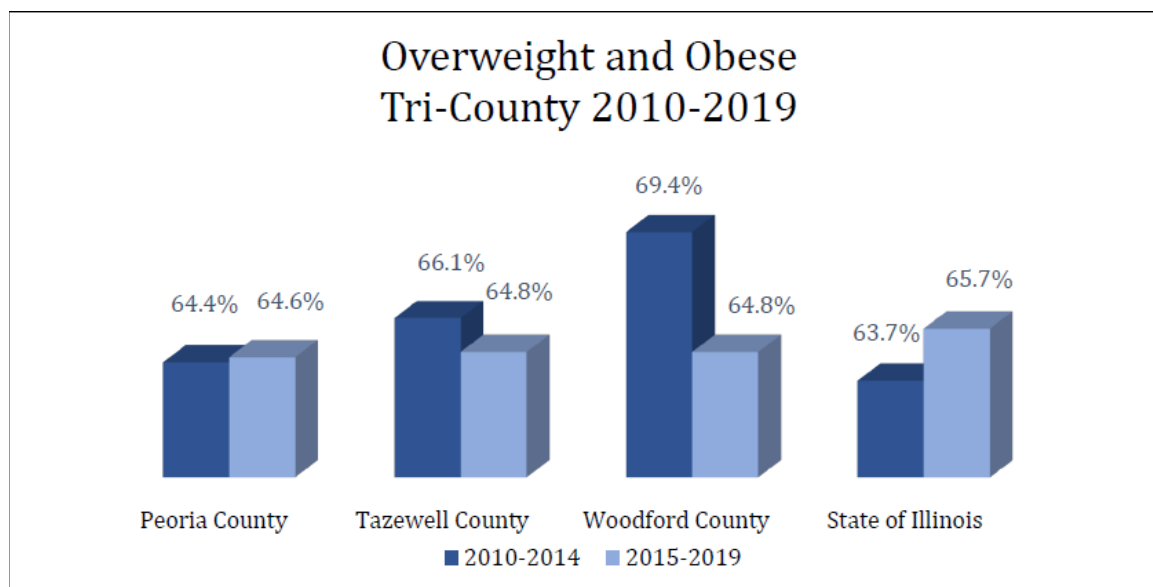 Overweight and Obese
Tri-County 2010-2019
69.4%
66.1%
64.8%
64.4%
64.6%
64.8%
63.7%
65.7%
Peoria County
Tazewell County
Woodford County
State of Illinois
2010-2014
2015-2019